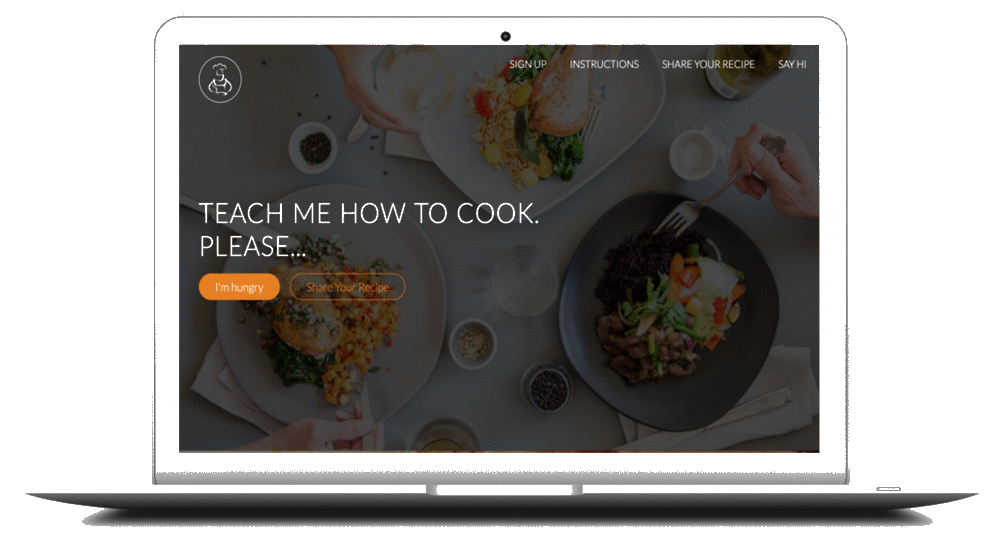 SIGN UP INSTRUCTIONS SHARE YOUR RECIPE SAY HI
TEACH ME HOW TO COOK.
PLEASE...
I'm hungry Share Your Recipe